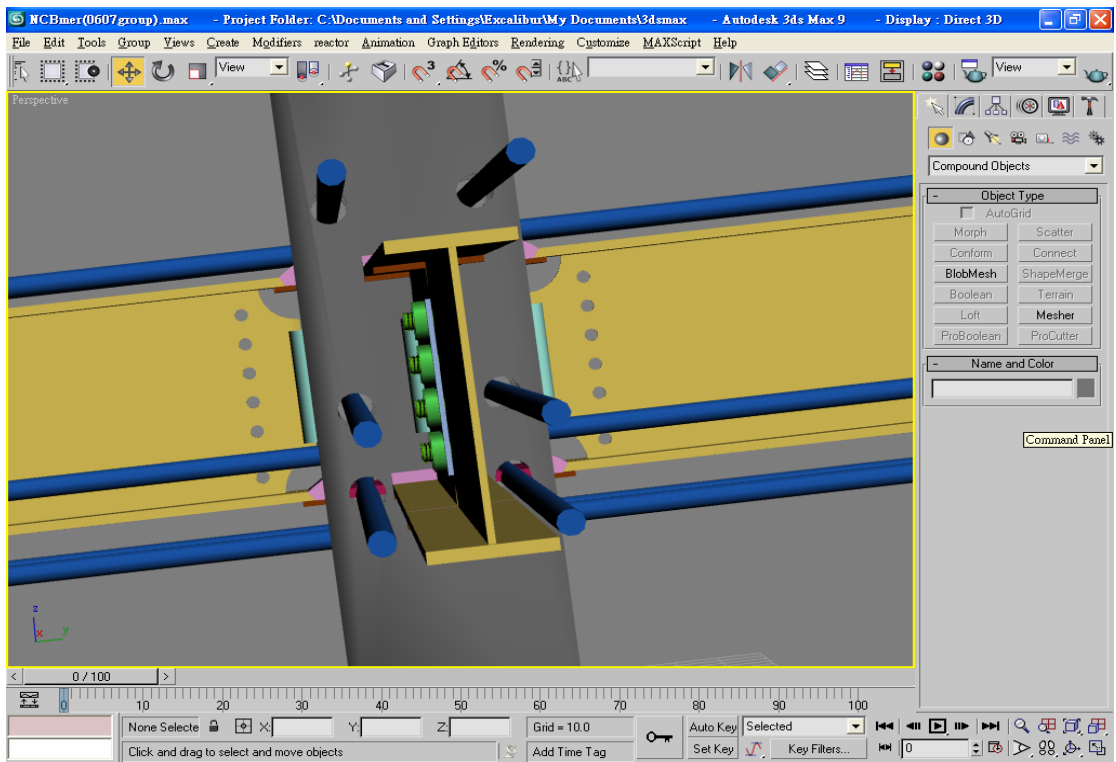 NCBmer(0607group).max - Project Folder: C:\Documents and Settings\Excalibur\My Documents\3dsmax - Autodesk 3ds Max 9 - Display : Direct 3D
File Edit Tools Group Views Create Modifiers reactor Animation Graph Editors Rendering Customize MAXScript Help
View 3 % ABC View
Perspective
Compound Objects
- Object Type
AutoGrid
Morph Scatter
Conform Connect
BlobMesh ShapeMerge
Boolean Terrain
Loft Mesher
ProBoolean ProCutter
- Name and Color
Command Panel
z
x y
< 0 / 100 >
0 10 20 30 40 50 60 70 80 90 100
None Selecte X: Y: Z: Grid = 10.0 Auto Key Selected
Click and drag to select and move objects Add Time Tag Set Key Key Filters... 0